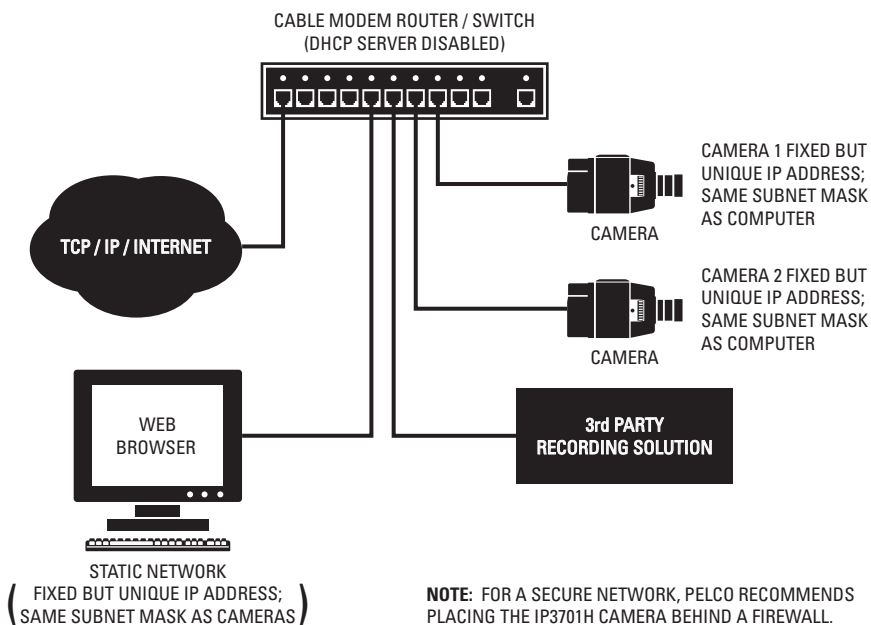 CABLE MODEM ROUTER / SWITCH
(DHCP SERVER DISABLED)
CAMERA 1 FIXED BUT
UNIQUE IP ADDRESS;
SAME SUBNET MASK
AS COMPUTER
CAMERA
TCP / IP / INTERNET
CAMERA 2 FIXED BUT
UNIQUE IP ADDRESS;
SAME SUBNET MASK
AS COMPUTER
CAMERA
WEB
BROWSER
3rd PARTY
RECORDING SOLUTION
STATIC NETWORK
(FIXED BUT UNIQUE IP ADDRESS;
SAME SUBNET MASK AS CAMERAS)
NOTE: FOR A SECURE NETWORK, PELCO RECOMMENDS
PLACING THE IP3701H CAMERA BEHIND A FIREWALL.